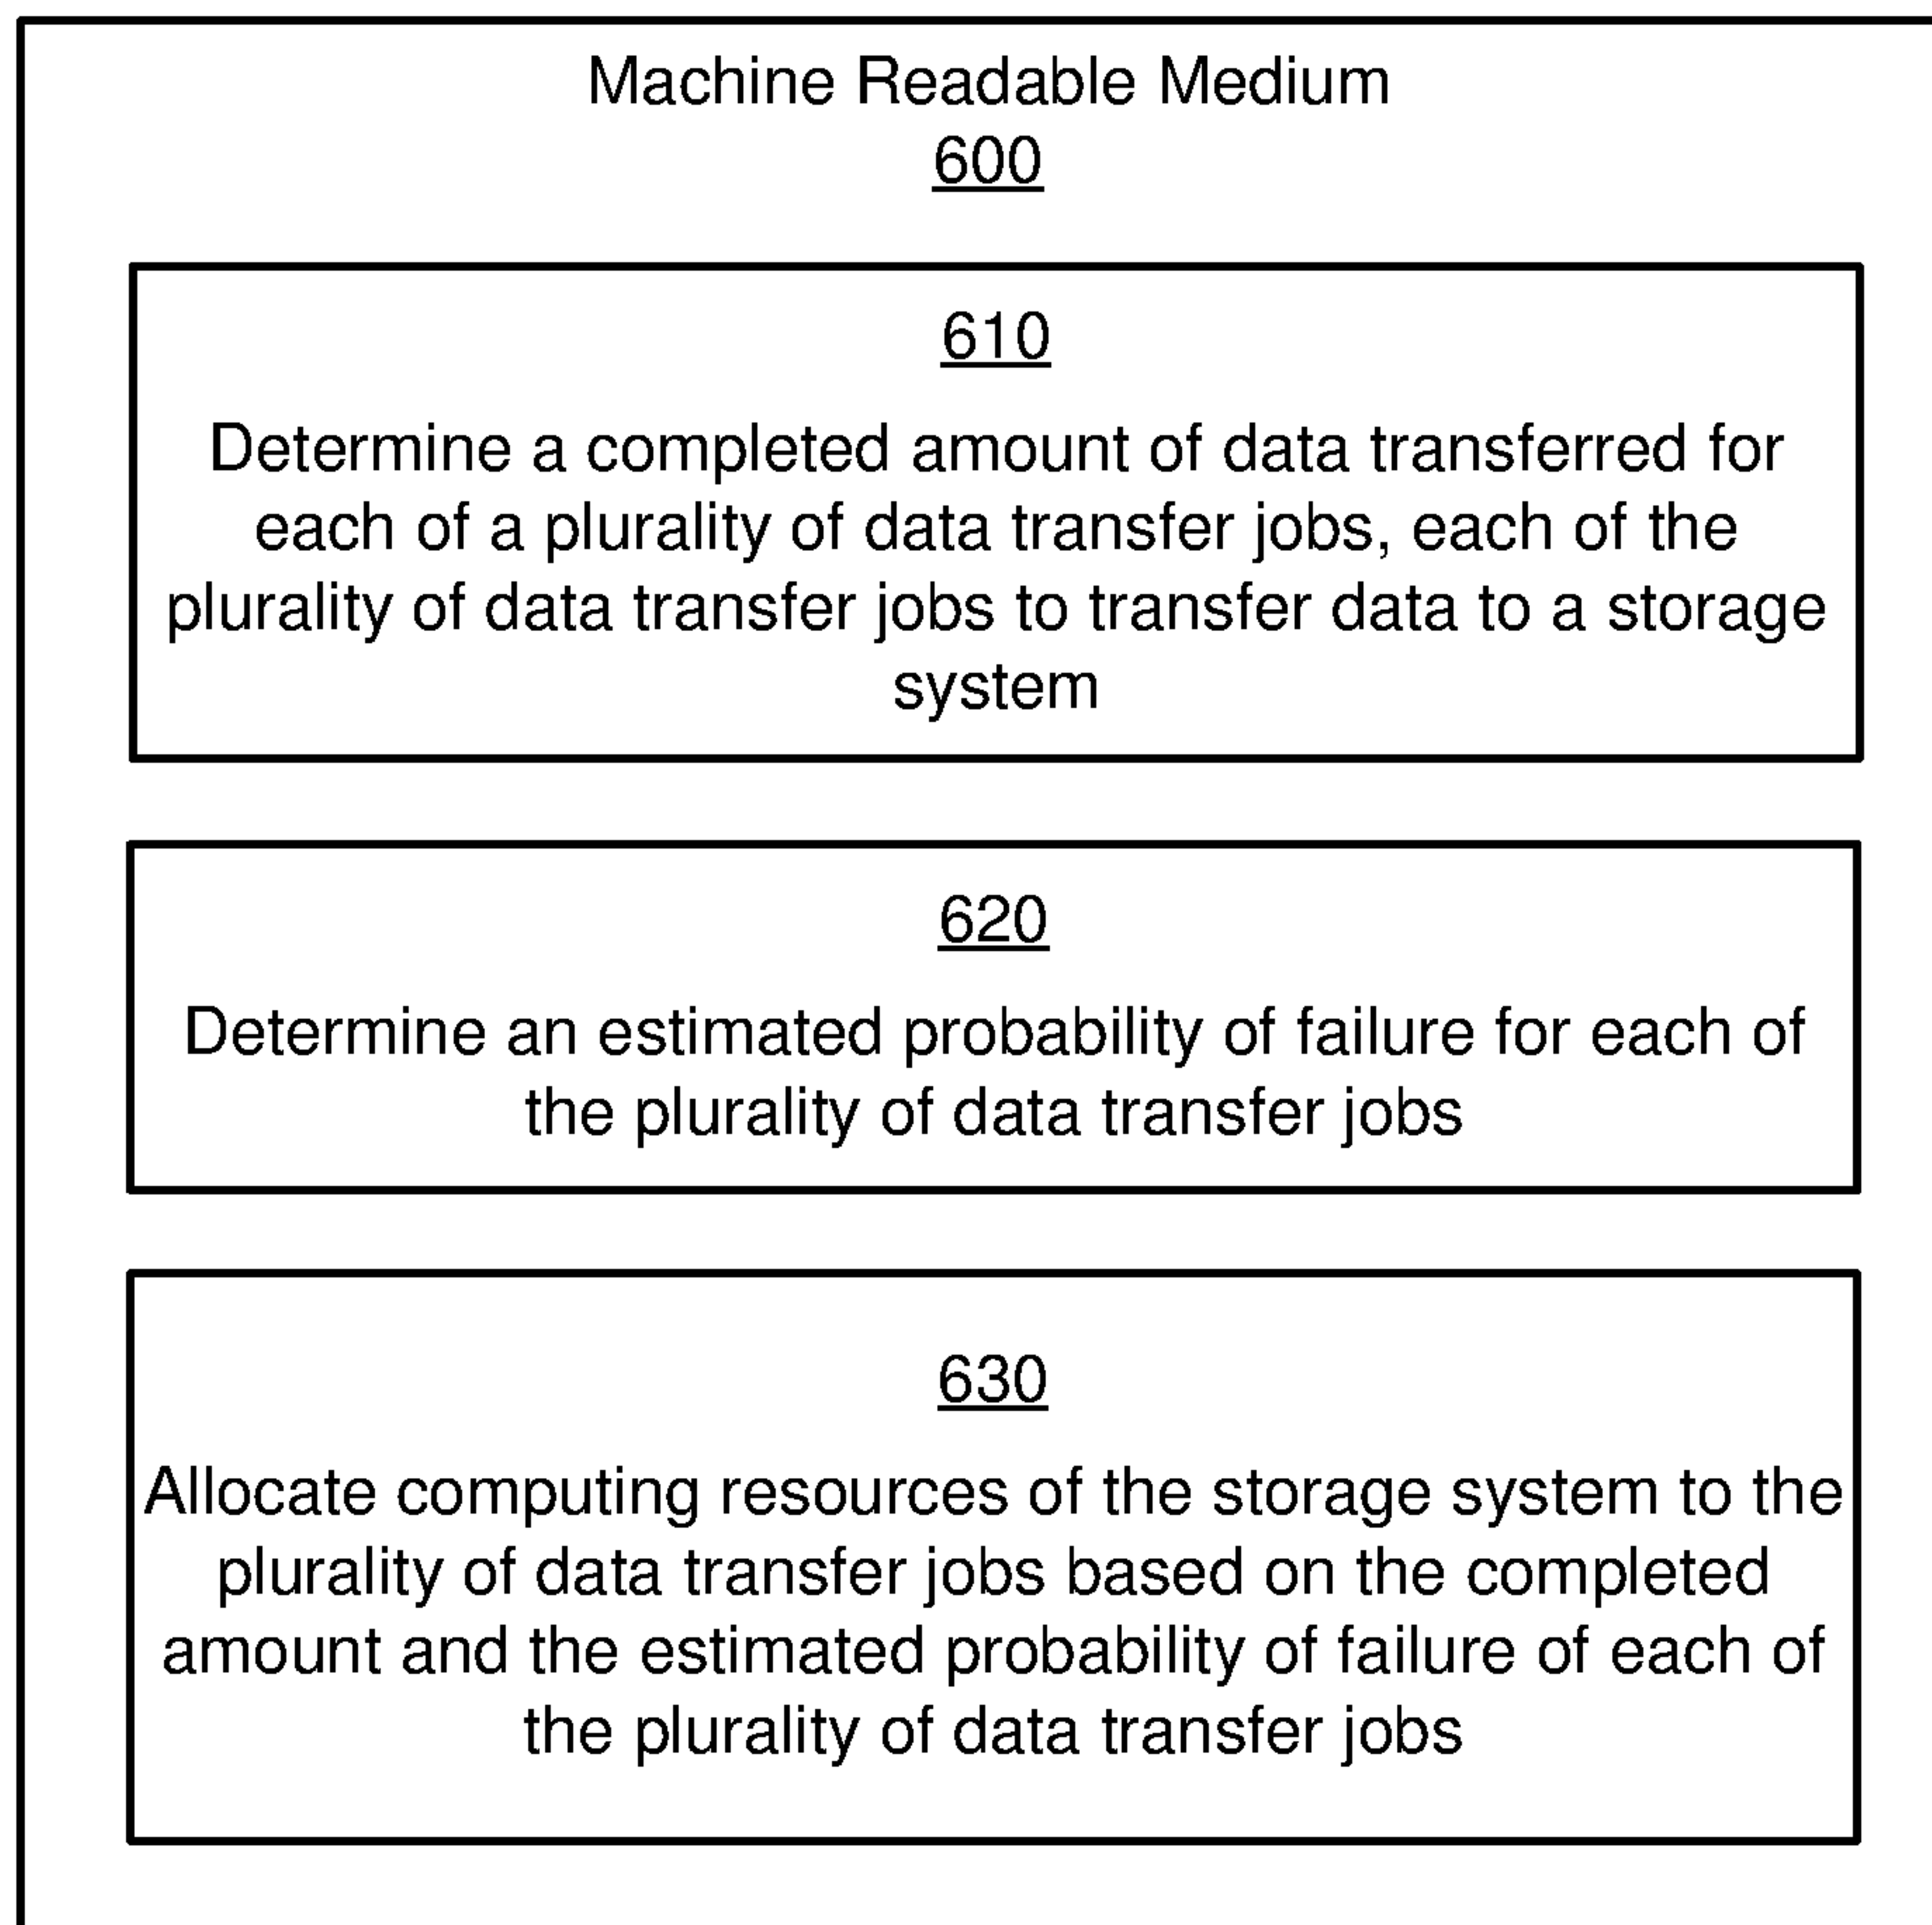 Machine Readable Medium
600
610
Determine a completed amount of data transferred for
each of a plurality of data transfer jobs, each of the
plurality of data transfer jobs to transfer data to a storage
system
620
Determine an estimated probability of failure for each of
the plurality of data transfer jobs
630
Allocate computing resources of the storage system to the
plurality of data transfer jobs based on the completed
amount and the estimated probability of failure of each of
the plurality of data transfer jobs